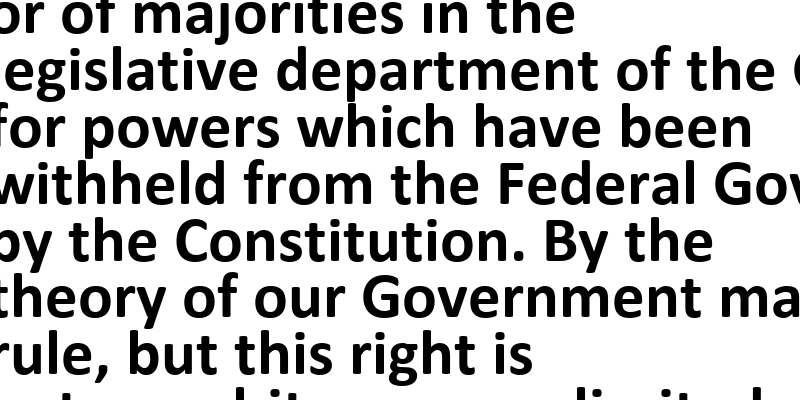 or of majorities in the
legislative department of the
for powers which have been
withheld from the Federal Gov
by the Constitution. By the
theory of our Government ma
rule, but this right is